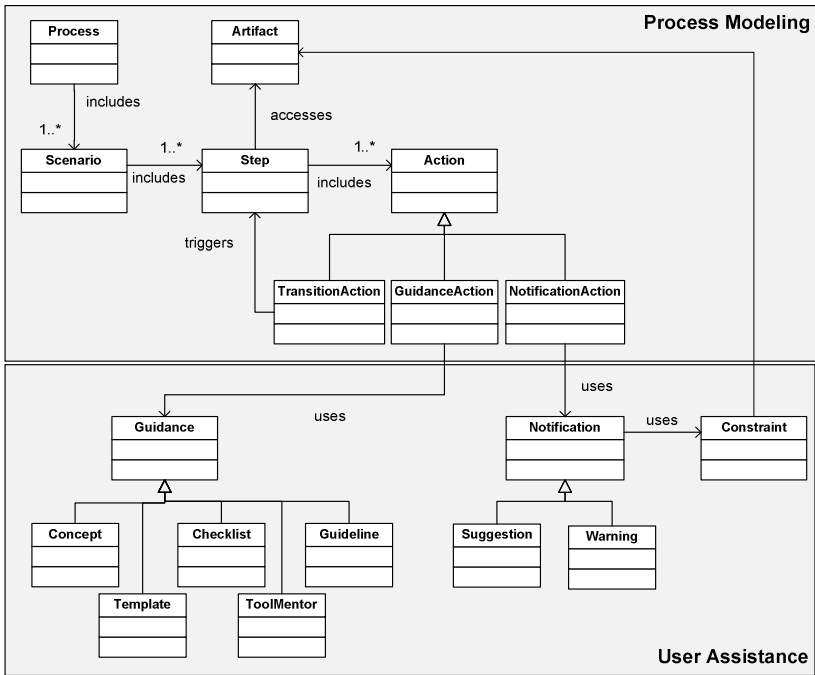 Process Modeling
Process
Artifact
includes
accesses
1..*
1..*
1..*
Scenario
Step
Action
includes
includes
triggers
TransitionAction
GuidanceAction
NotificationAction
uses
uses
uses
Guidance
Notification
Constraint
Concept
Checklist
Guideline
Suggestion
Warning
Template
ToolMentor
User Assistance